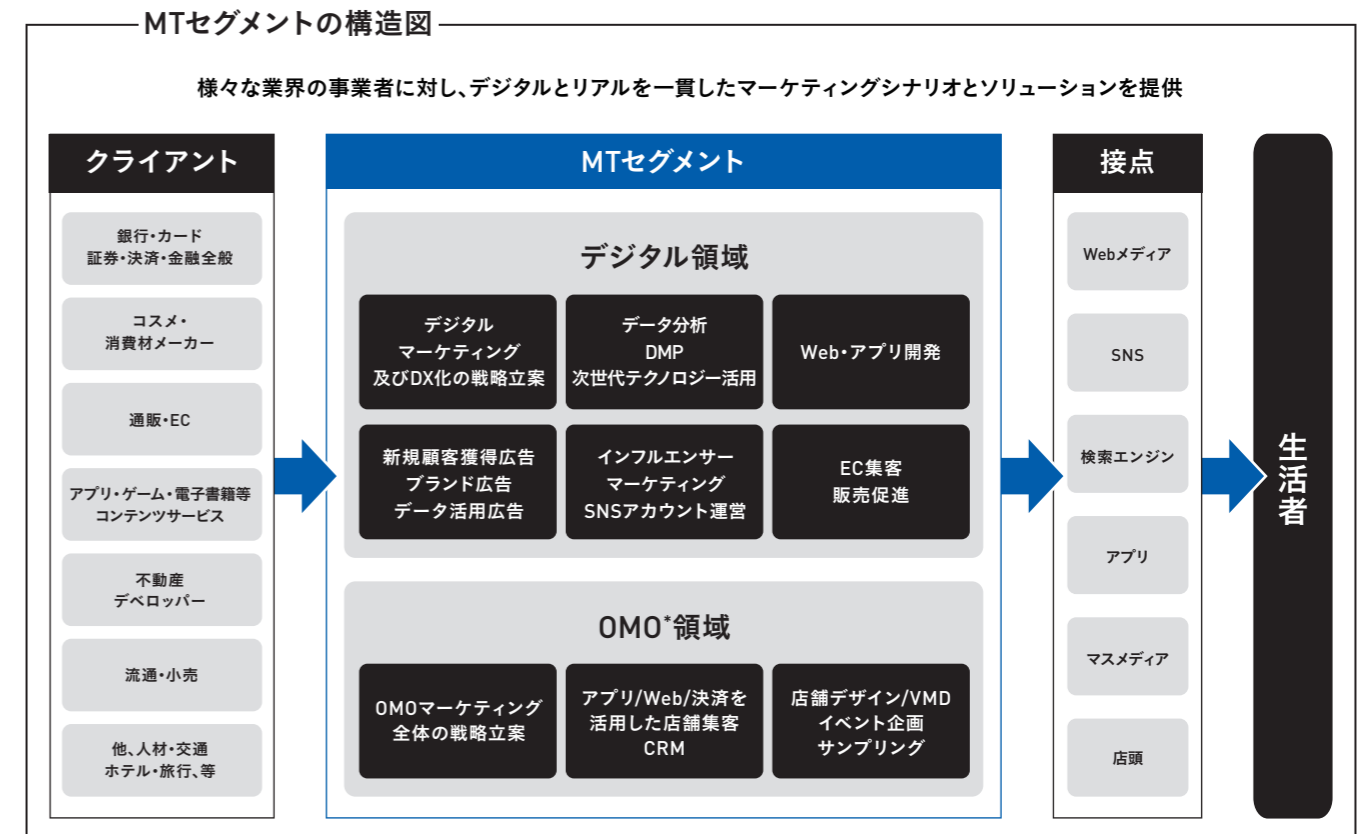 MTセグメントの構造図
様々な業界の事業者に対し、デジタルとリアルを一貫したマーケティングシナリオとソリューションを提供
クライアント
銀行・カード
証券・決済・金融全般
コスメ・
消費材メーカー
通販・EC
アプリ・ゲーム・電子書籍等
コンテンツサービス
不動産
デベロッパー
流通・小売
他、人材・交通
ホテル・旅行、等
MTセグメント
デジタル領域
デジタル
マーケティング
及びDX化の戦略立案
データ分析
DMP
次世代テクノロジー活用
Web・アプリ開発
新規顧客獲得広告
ブランド広告
データ活用広告
インフルエンサー
マーケティング
SNSアカウント運営
EC集客
販売促進
OMO*領域
OMOマーケティング
全体の戦略立案
アプリ/Web/決済を
活用した店舗集客
CRM
店舗デザイン/VMD
イベント企画
サンプリング
接点
Webメディア
SNS
検索エンジン
アプリ
マスメディア
店頭
生活者